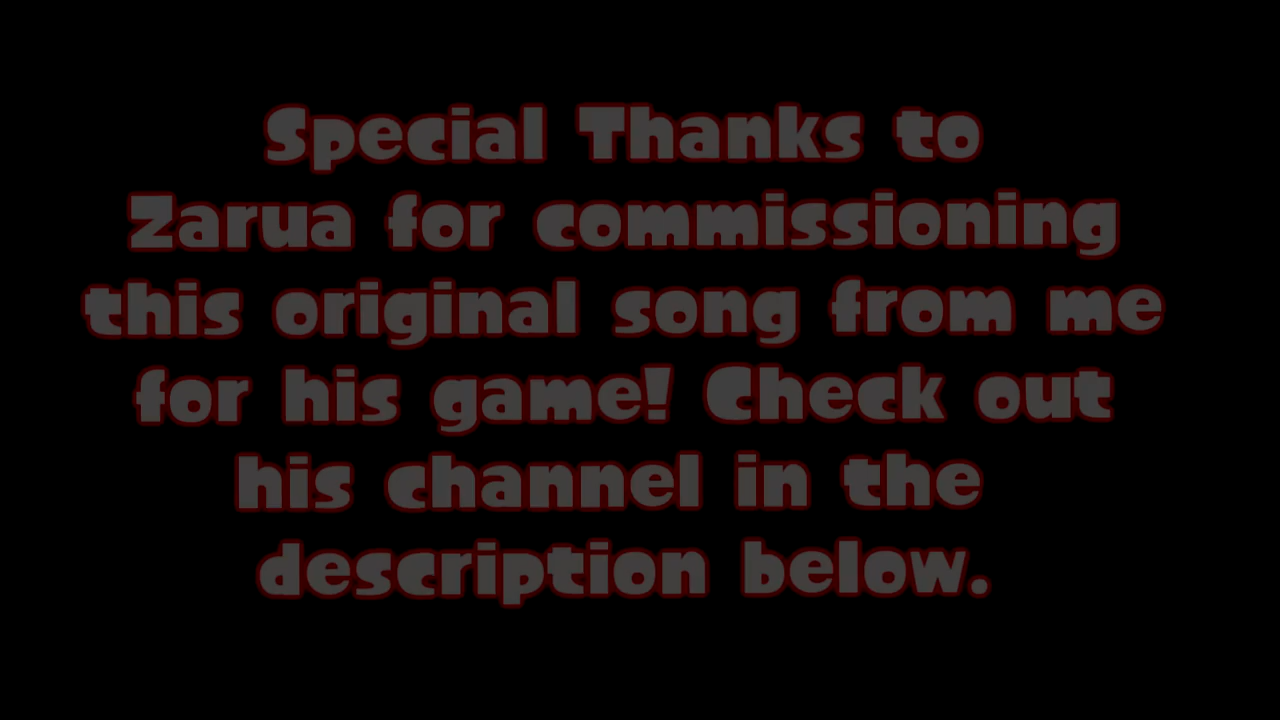 Special Thanks to
Zarua for commissioning
this original song from me
for his game! Check out
his channel in the
description below.